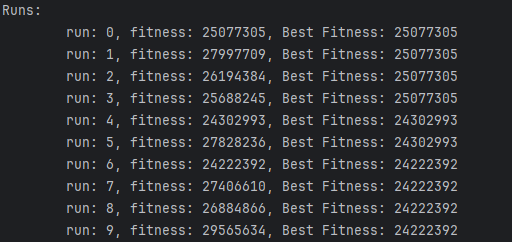 Runs:
run: 0, fitness: 25077305, Best Fitness: 25077305
run: 1, fitness: 27997709, Best Fitness: 25077305
run: 2, fitness: 26194384, Best Fitness: 25077305
run: 3, fitness: 25688245, Best Fitness: 25077305
run: 4, fitness: 24302993, Best Fitness: 24302993
run: 5, fitness: 27828236, Best Fitness: 24302993
run: 6, fitness: 24222392, Best Fitness: 24222392
run: 7, fitness: 27406610, Best Fitness: 24222392
run: 8, fitness: 26884866, Best Fitness: 24222392
run: 9, fitness: 29565634, Best Fitness: 24222392